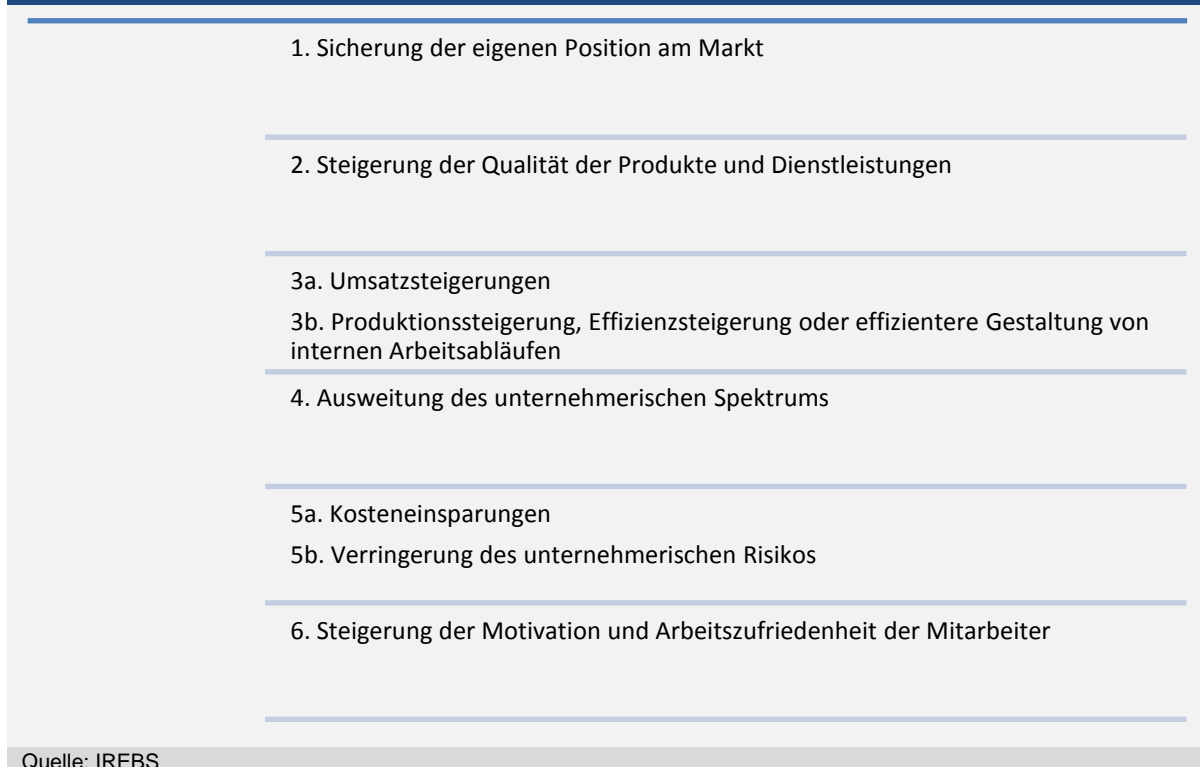 1. Sicherung der eigenen Position am Markt
2. Steigerung der Qualität der Produkte und Dienstleistungen
3a. Umsatzsteigerungen
3b. Produktionssteigerung, Effizienzsteigerung oder effizientere Gestaltung von
internen Arbeitsabläufen
4. Ausweitung des unternehmerischen Spektrums
5a. Kosteneinsparungen
5b. Verringerung des unternehmerischen Risikos
6. Steigerung der Motivation und Arbeitszufriedenheit der Mitarbeiter
Quelle: IREBS